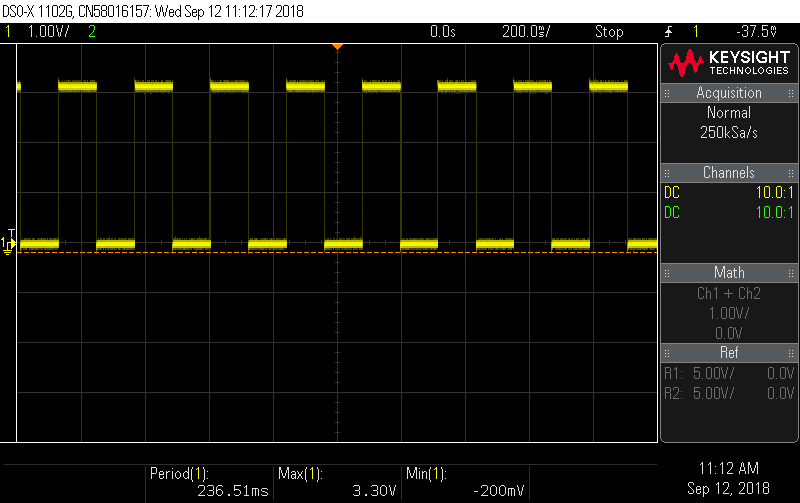 DSO-X 1102G, CN58016157: Wed Sep 12 11:12:17 2018
1 1.00V/ 2 0.0s 200.0ms/ Stop 1 -37.5mV
KEYSIGHT
TECHNOLOGIES
Acquisition
Normal
250kSa/s
Channels
DC 10.0:1
DC 10.0:1
T
1
Math
Ch1 + Ch2
1.00V/
0.0V
Ref
R1: 5.00V/ 0.0V
R2: 5.00V/ 0.0V
Period(1): Max(1): Min(1):
236.51ms 3.30V -200mV
11:12 AM
Sep 12, 2018